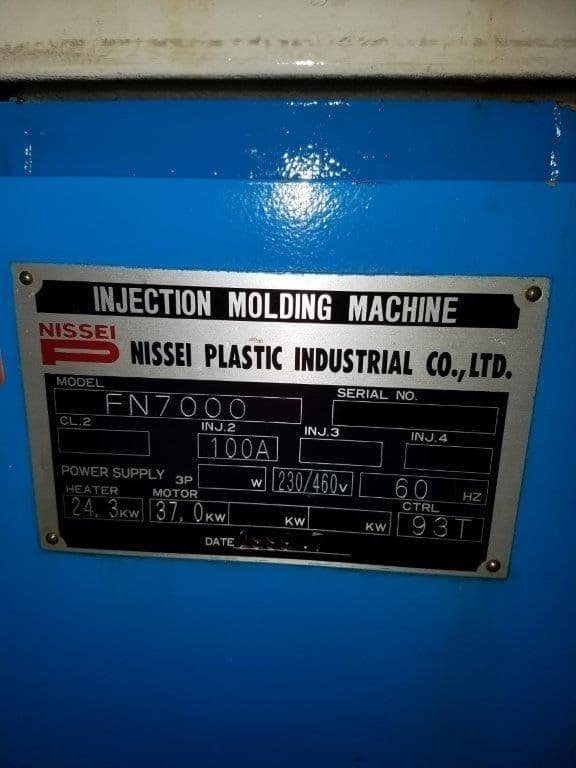 INJECTION MOLDING MACHINE
NISSEI
NISSEI PLASTIC INDUSTRIAL CO., LTD.
MODEL FN7000 SERIAL NO.
CL.2 INJ.2 100A INJ.3 INJ.4
POWER SUPPLY 3P W 230/460V 60 HZ
HEATER 24.3KW MOTOR 37.0KW KW KW CTRL 93T
DATE